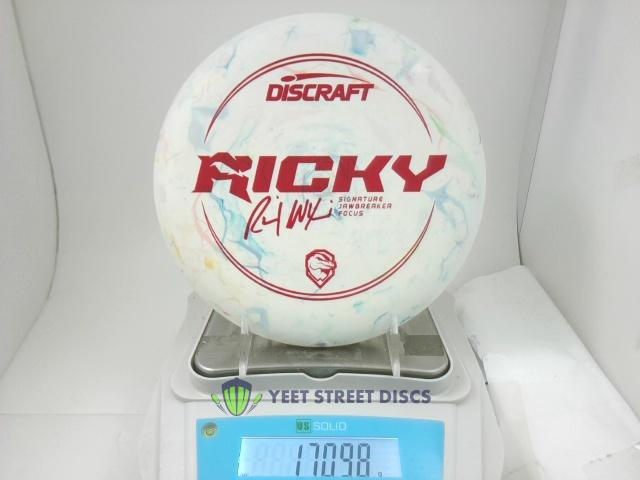 DISCRAFT
RICKY
SIGNATURE
JAWBREAKER
FOCUS
YEET STREET DISCS
US SOLID
170.98 g